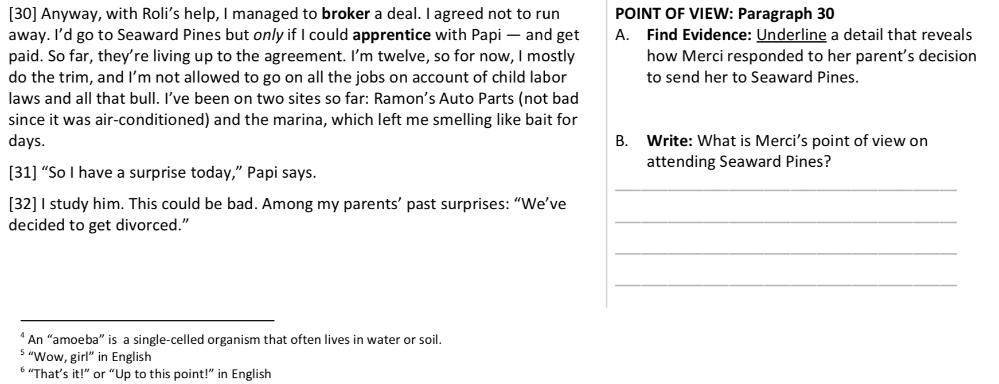 [30] Anyway, with Roli’s help, I managed to broker a deal. I agreed not to run
away. I’d go to Seaward Pines but only if I could apprentice with Papi — and get
paid. So far, they’re living up to the agreement. I’m twelve, so for now, I mostly
do the trim, and I’m not allowed to go on all the jobs on account of child labor
laws and all that bull. I’ve been on two sites so far: Ramon’s Auto Parts (not bad
since it was air-conditioned) and the marina, which left me smelling like bait for
days.
[31] “So I have a surprise today,” Papi says.
[32] I study him. This could be bad. Among my parents’ past surprises: “We’ve
decided to get divorced.”
POINT OF VIEW: Paragraph 30
A. Find Evidence: Underline a detail that reveals
how Merci responded to her parent’s decision
to send her to Seaward Pines.
B. Write: What is Merci’s point of view on
attending Seaward Pines?
4 An “amoeba” is a single-celled organism that often lives in water or soil.
5 “Wow, girl” in English
6 “That’s it!” or “Up to this point!” in English